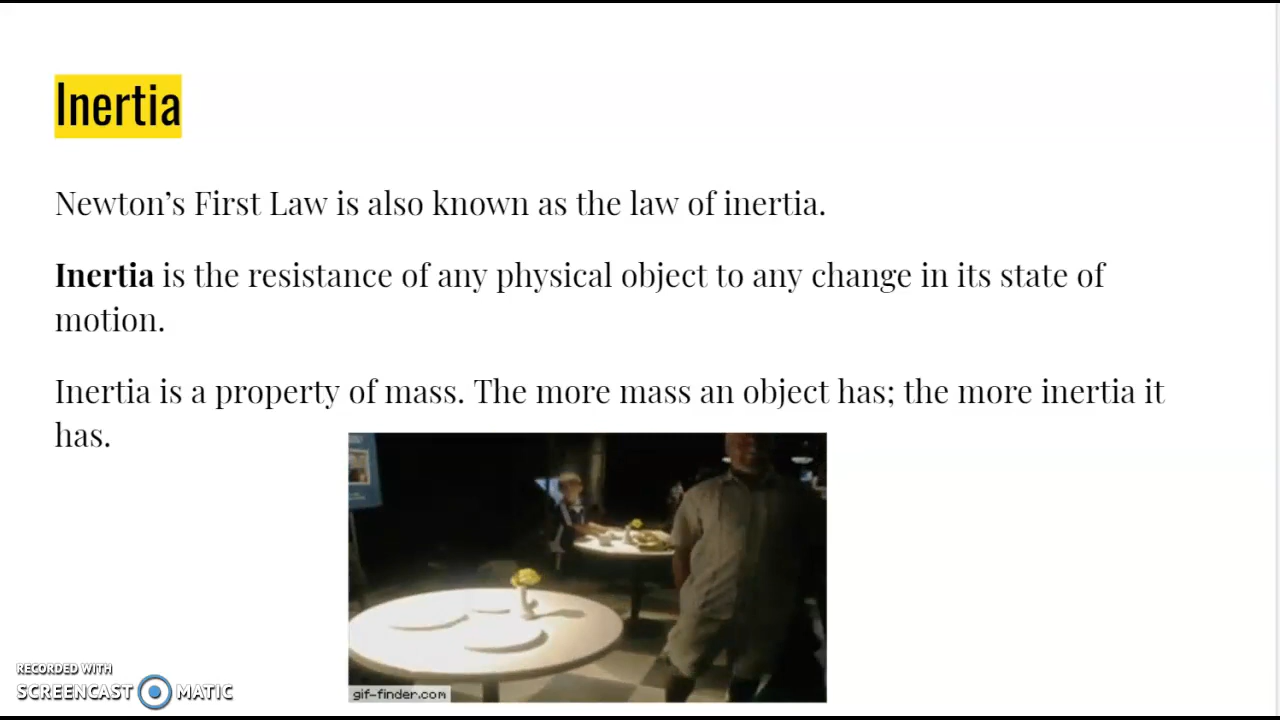 Inertia
Newton’s First Law is also known as the law of inertia.
Inertia is the resistance of any physical object to any change in its state of
motion.
Inertia is a property of mass. The more mass an object has; the more inertia it
has.
gif-finder.com
RECORDED WITH
SCREENCAST MATIC